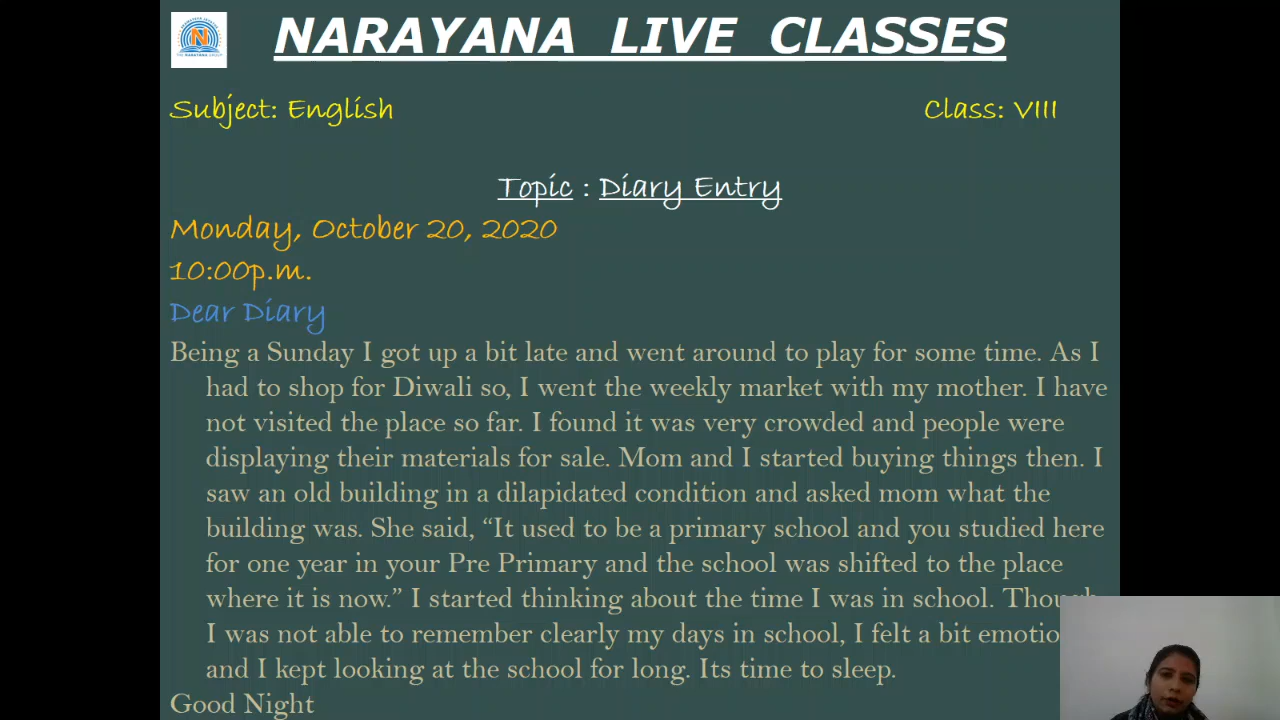 NARAYANA LIVE CLASSES
Subject: English Class: VIII
Topic : Diary Entry
Monday, October 20, 2020
10:00p.m.
Dear Diary
Being a Sunday I got up a bit late and went around to play for some time. As I
had to shop for Diwali so, I went the weekly market with my mother. I have
not visited the place so far. I found it was very crowded and people were
displaying their materials for sale. Mom and I started buying things then. I
saw an old building in a dilapidated condition and asked mom what the
building was. She said, “It used to be a primary school and you studied here
for one year in your Pre Primary and the school was shifted to the place
where it is now.” I started thinking about the time I was in school.
I was not able to remember clearly my days in school, I felt a bit
and I kept looking at the school for long. Its time to sleep.
Good Night